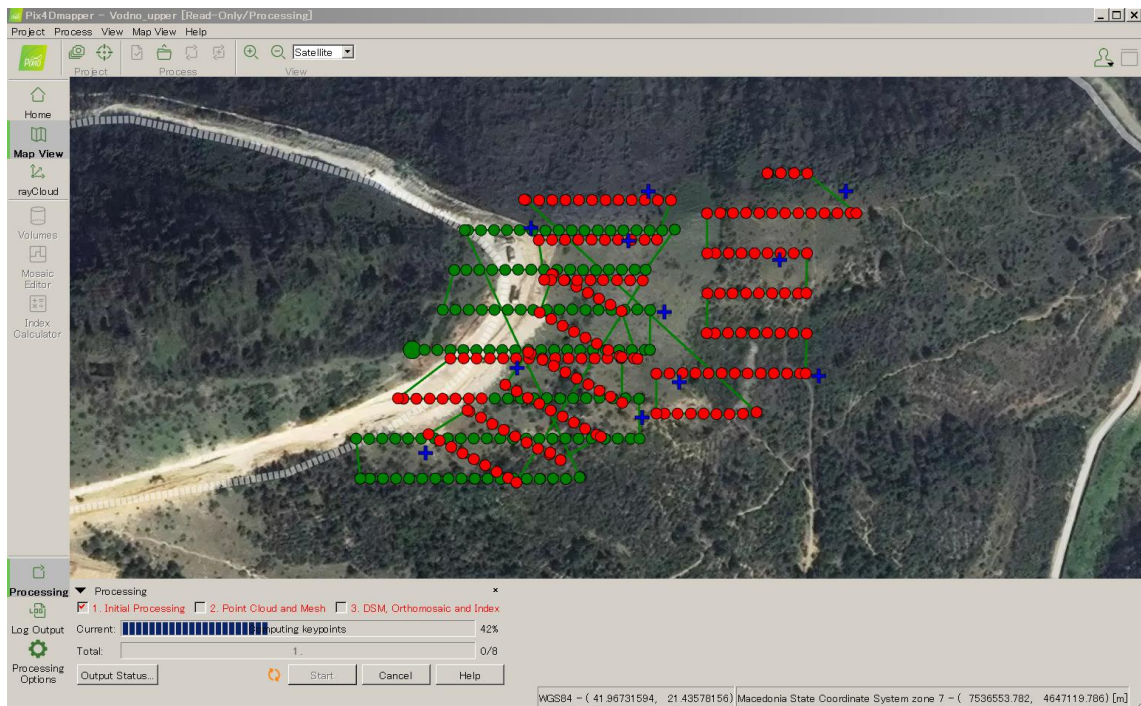 Pix4Dmapper – Vodno_upper [Read-Only/Processing]
Project Process View Map View Help
Project Process Satellite View
Home
Map View
rayCloud
Volumes
Mosaic
Editor
Index
Calculator
Processing
Log Output
Processing
Options
Processing x
1. Initial Processing 2. Point Cloud and Mesh 3. DSM, Orthomosaic and Index
Current: puting keypoints 42%
Total: 1. 0/8
Output Status... Start Cancel Help
WGS84 – ( 41.96731594, 21.43578156) Macedonia State Coordinate System zone 7 – ( 7536553.782, 4647119.786) [m]